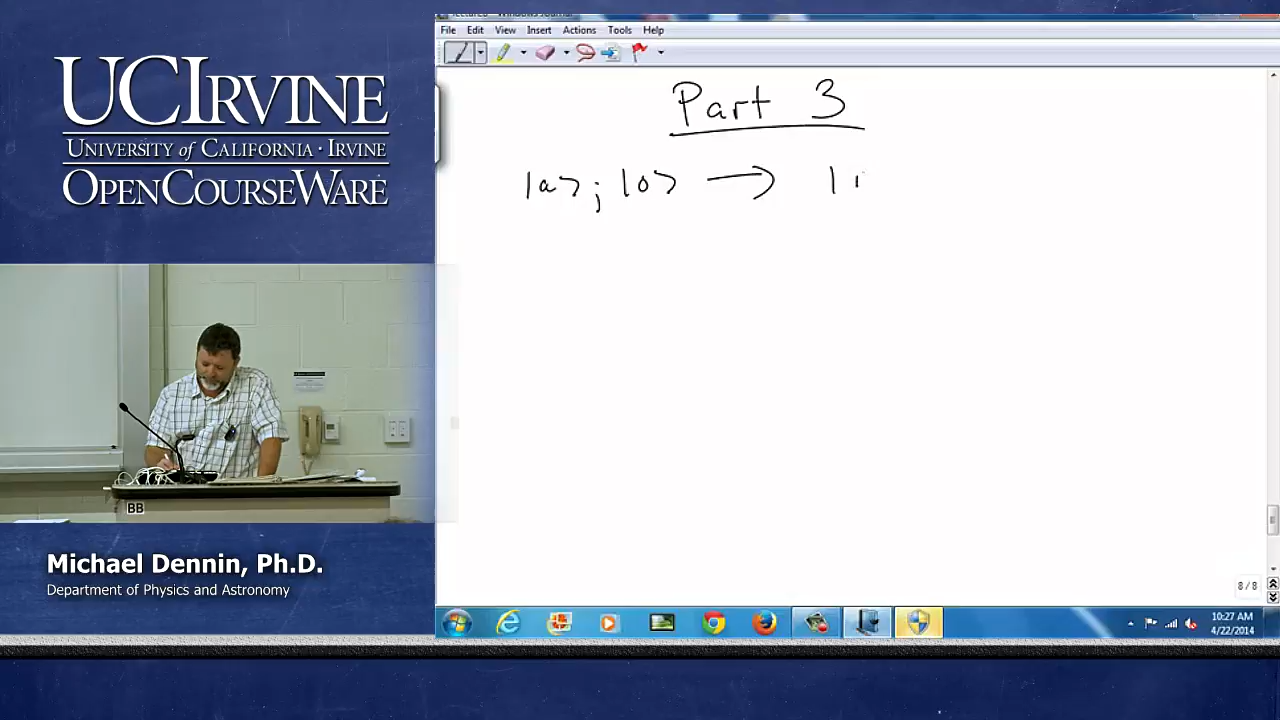 UCIRVINE
UNIVERSITY of CALIFORNIA · IRVINE
OPENCOURSEWARE
BB
Michael Dennin, Ph.D.
Department of Physics and Astronomy
File Edit View Insert Actions Tools Help
Part 3
|a>; |0> → |
8/8
10:27 AM
4/22/2014